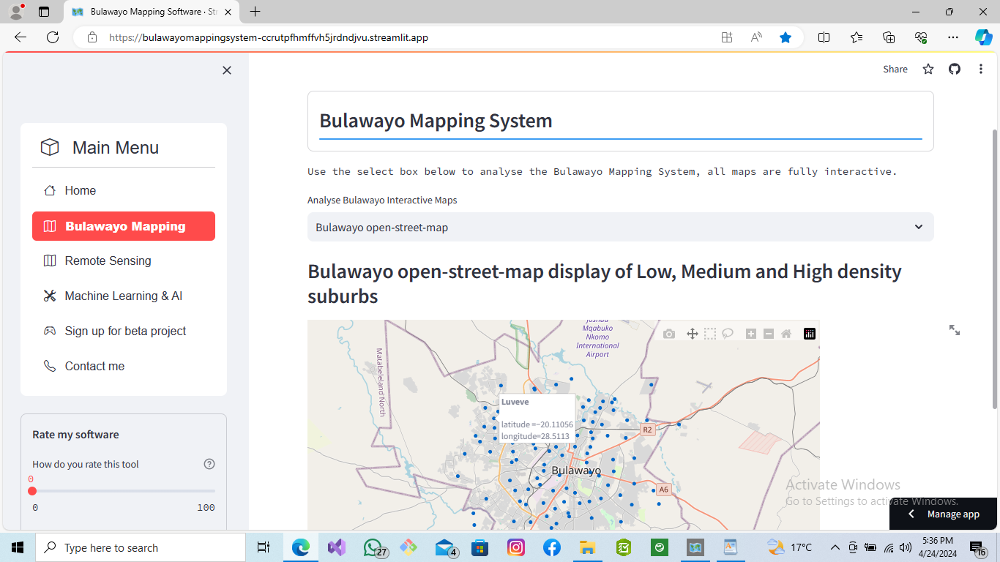 Bulawayo Mapping Software · Str
https://bulawayomappingsystem-ccrutpfhmffvh5jrdndjvu.streamlit.app
Share
Main Menu
Home
Bulawayo Mapping
Remote Sensing
Machine Learning & AI
Sign up for beta project
Contact me
Rate my software
How do you rate this tool
0
0
100
Bulawayo Mapping System
Use the select box below to analyse the Bulawayo Mapping System, all maps are fully interactive.
Analyse Bulawayo Interactive Maps
Bulawayo open-street-map
Bulawayo open-street-map display of Low, Medium and High density
suburbs
Joshua
Mqabuko
Nkomo
International
Airport
Matabeleland North
Luveve
latitude =−20.11056
longitude=28.5113
R2
Bulawayo
A6
Activate Windows
Go to Settings to activate Windows.
Manage app
Type here to search
27
4
17°C
5:36 PM
4/24/2024
16